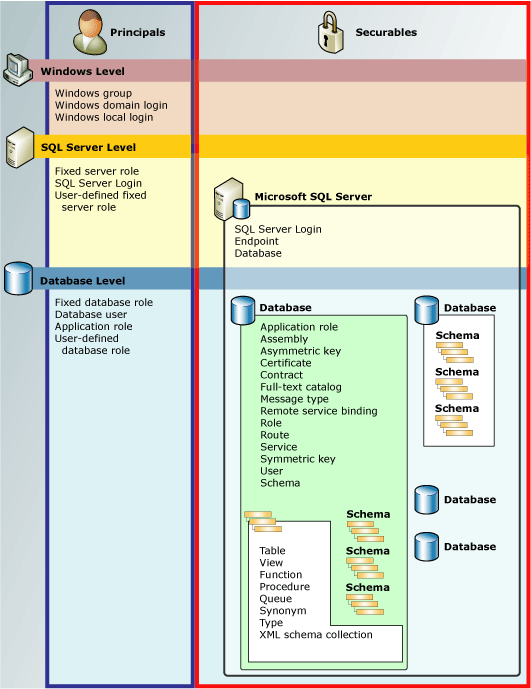 Principals
Securables
Windows Level
Windows group
Windows domain login
Windows local login
SQL Server Level
Fixed server role
SQL Server Login
User-defined fixed
server role
Microsoft SQL Server
SQL Server Login
Endpoint
Database
Database Level
Fixed database role
Database user
Application role
User-defined
database role
Database
Application role
Assembly
Asymmetric key
Certificate
Contract
Full-text catalog
Message type
Remote service binding
Role
Route
Service
Symmetric key
User
Schema
Table
View
Function
Procedure
Queue
Synonym
Type
XML schema collection
Schema
Schema
Schema
Database
Schema
Schema
Schema
Database
Database